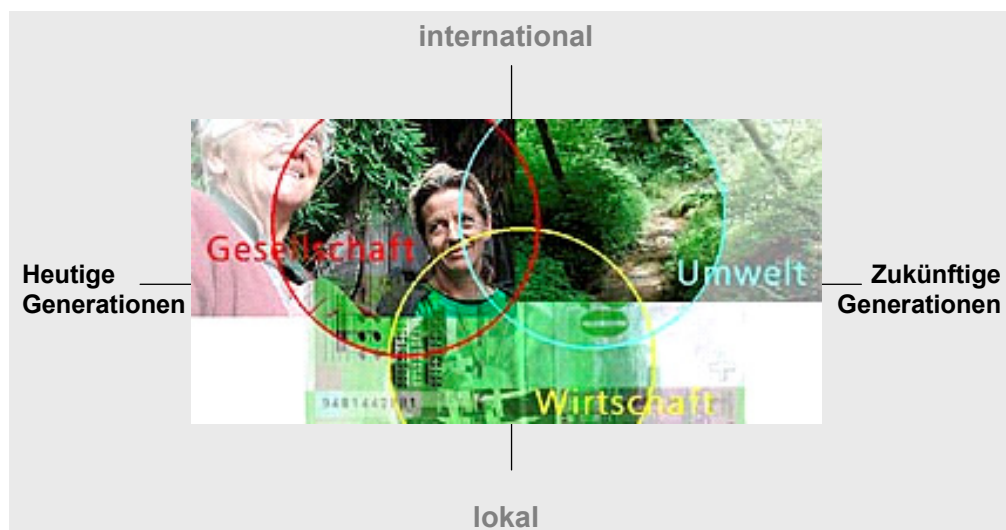 international
Gesellschaft
Umwelt
Heutige
Generationen
Zukünftige
Generationen
Wirtschaft
lokal